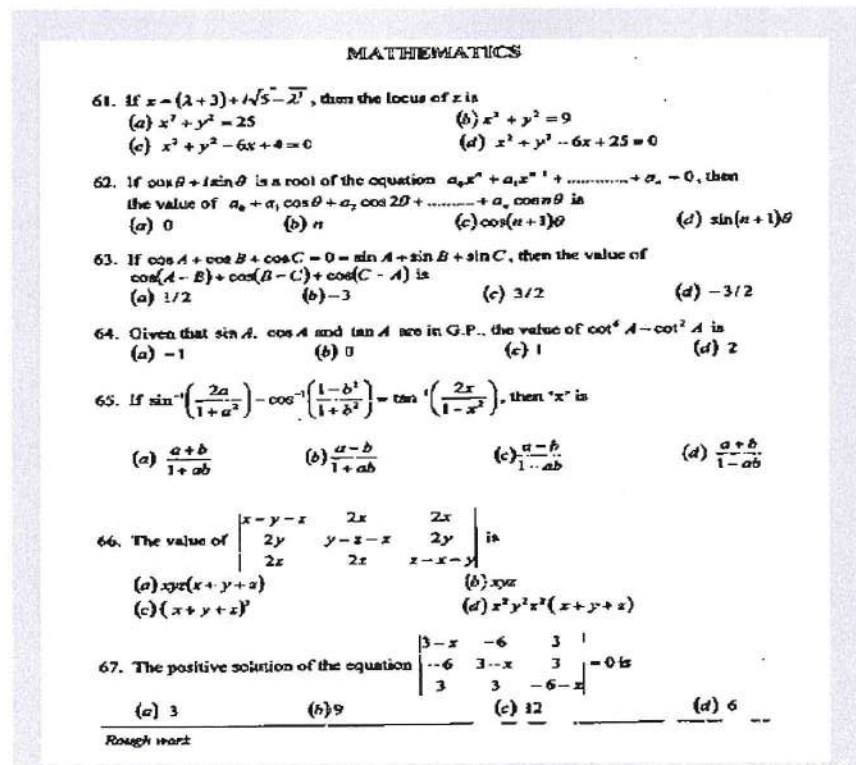 MATHEMATICS
61. If z = (λ + 3) + i√5 - λ², then the locus of z is
(a) x² + y² = 25 (b) x² + y² = 9
(c) x² + y² - 6x + 4 = 0 (d) x² + y² - 6x + 25 = 0
62. If cosθ + i sinθ is a root of the equation a₀xⁿ + a₁xⁿ⁻¹ + ............. + aₙ = 0, then
the value of a₀ + a₁ cosθ + a₂ cos 2θ + .......... + aₙ cos nθ is
(a) 0 (b) n (c) cos(n + 1)θ (d) sin(n + 1)θ
63. If cos A + cos B + cos C = 0 = sin A + sin B + sin C, then the value of
cos(A - B) + cos(B - C) + cos(C - A) is
(a) 1/2 (b) -3 (c) 3/2 (d) -3/2
64. Given that sin A, cos A and tan A are in G.P., the value of cot⁶ A - cot² A is
(a) -1 (b) 0 (c) 1 (d) 2
65. If sin⁻¹(2a/(1 + a²)) - cos⁻¹((1 - b²)/(1 + b²)) = tan⁻¹(2x/(1 - x²)), then 'x' is
(a) (a + b)/(1 + ab) (b) (a - b)/(1 + ab) (c) (a - b)/(1 - ab) (d) (a + b)/(1 - ab)
|x - y - z 2x 2x|
66. The value of |2y y - z - x 2y| is
|2z 2z z - x - y|
(a) xyz(x + y + z) (b) xyz
(c) (x + y + z)³ (d) x²y²z²(x + y + z)
|3 - x -6 3|
67. The positive solution of the equation |-6 3 - x 3| = 0 is
|3 3 -6 - x|
(a) 3 (b) 9 (c) 12 (d) 6
Rough work